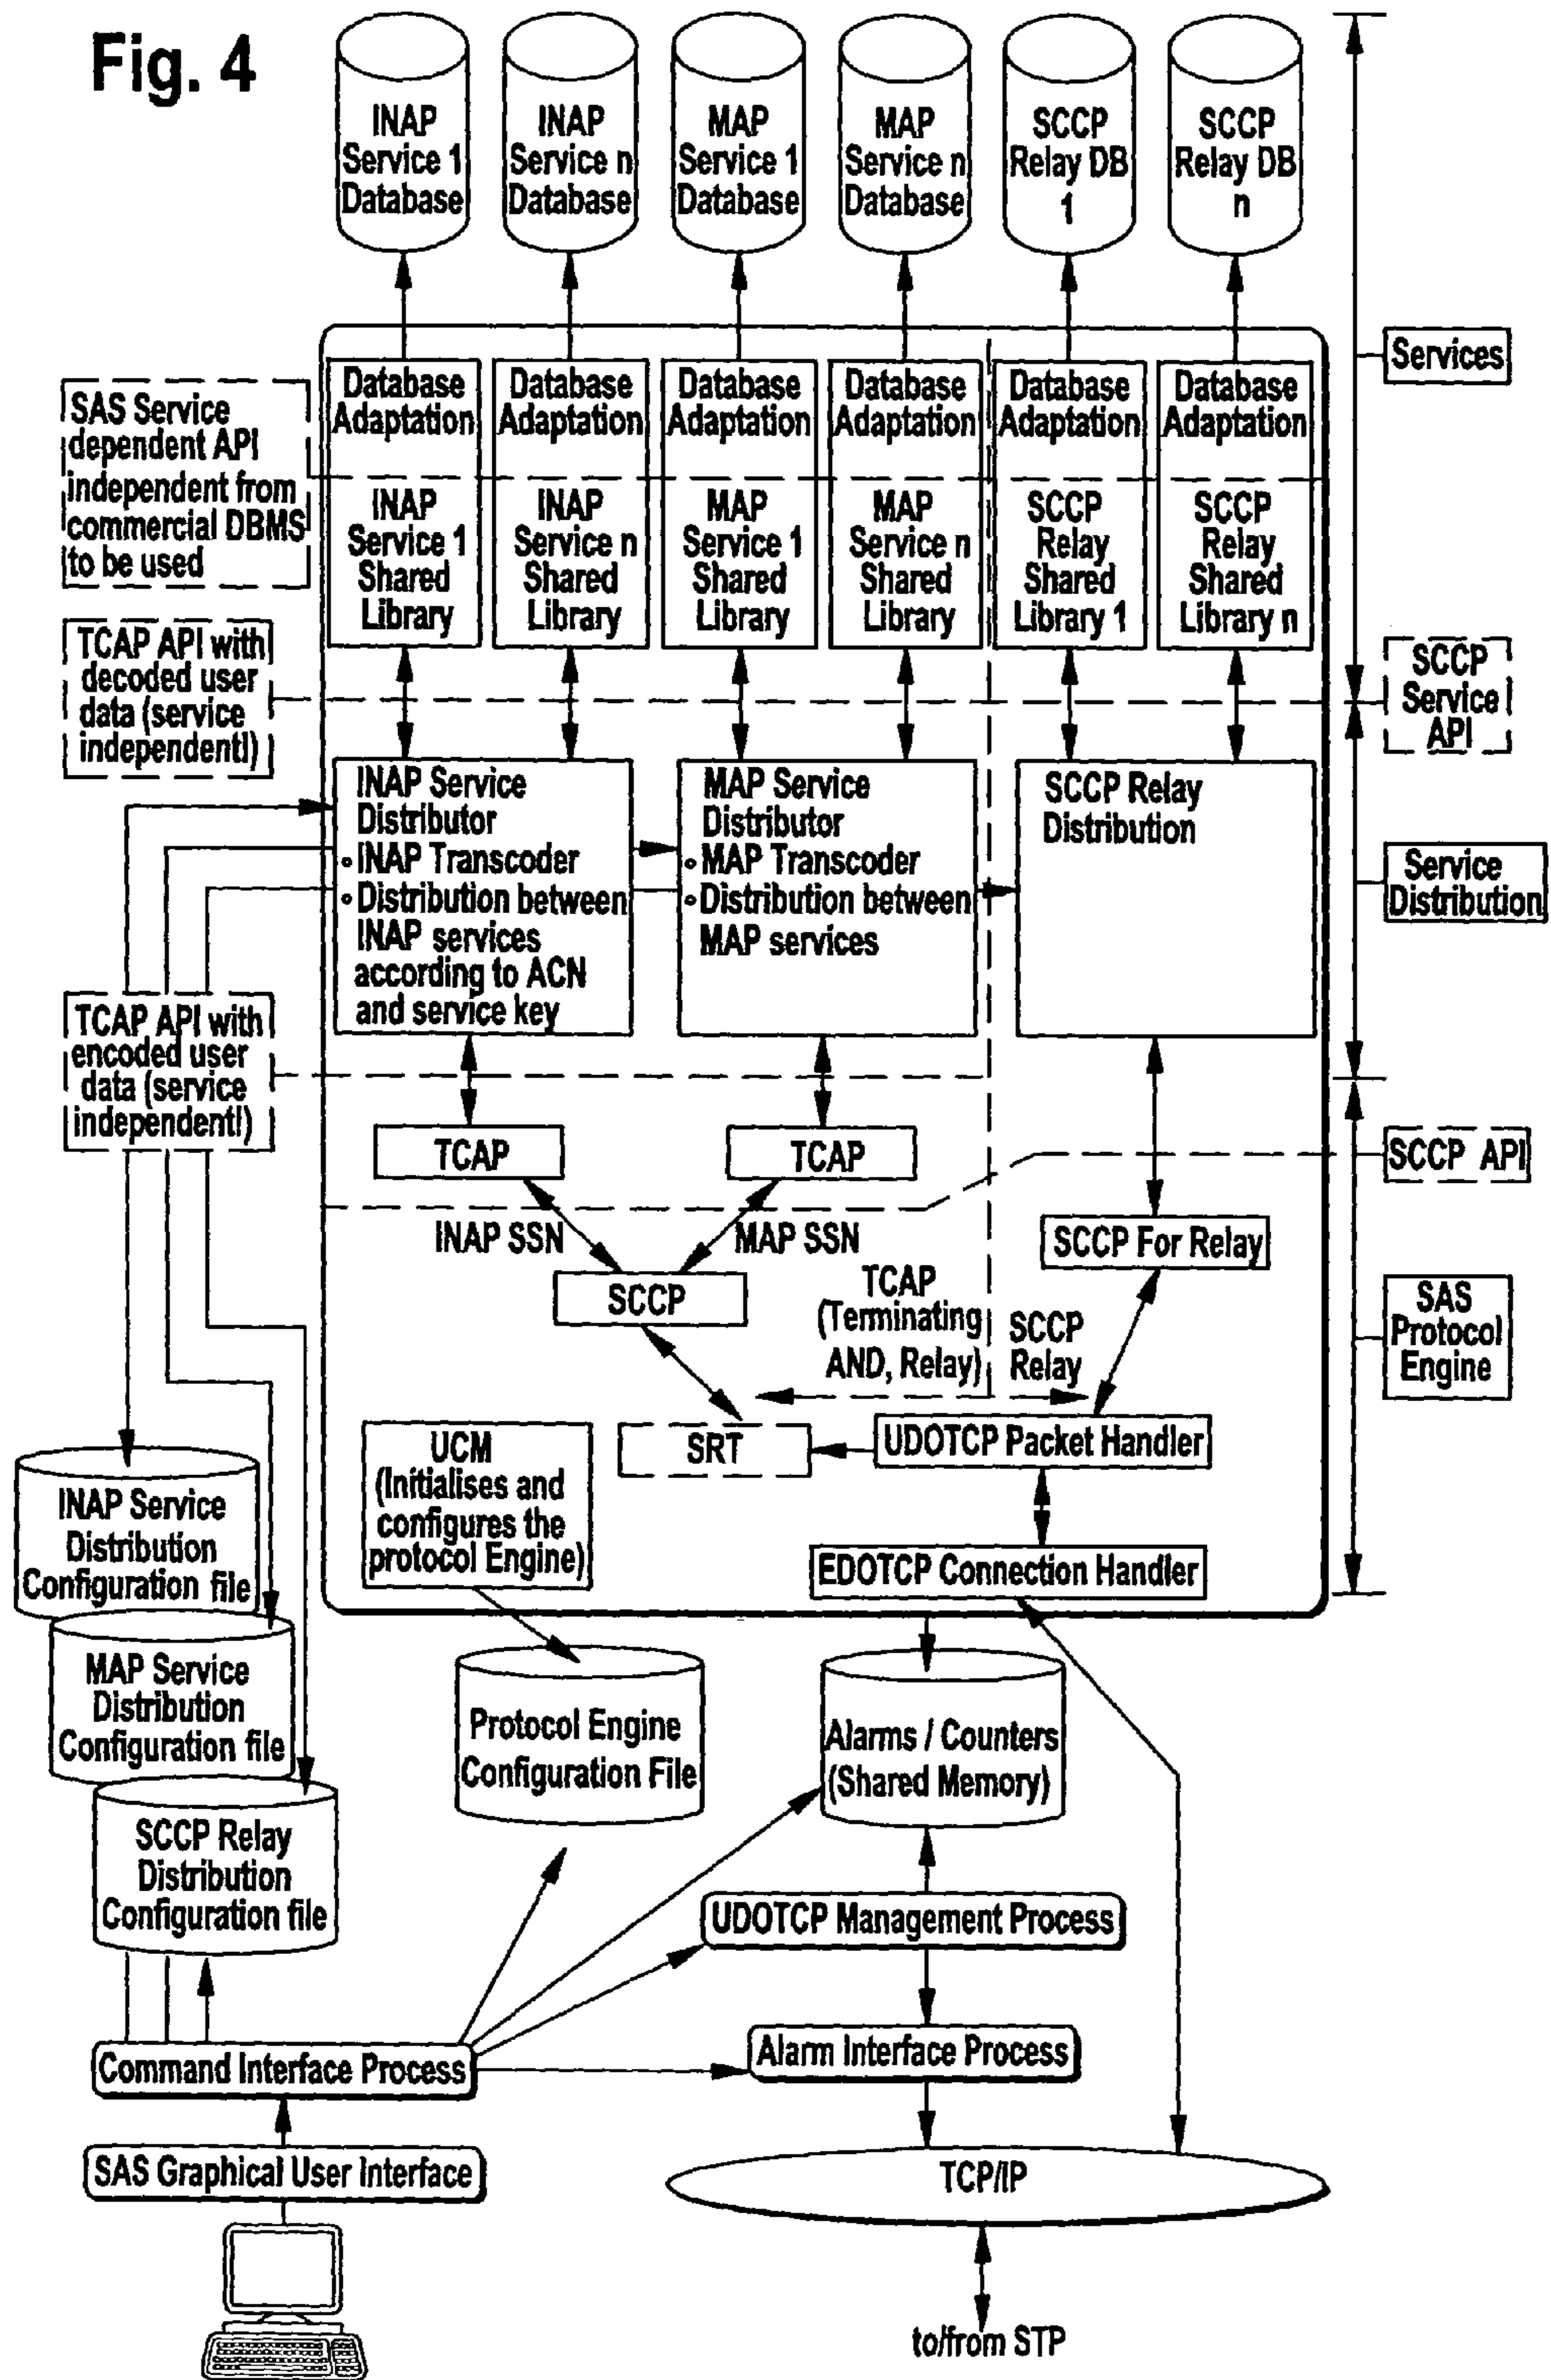 Fig. 4
INAP
Service 1
Database
INAP
Service n
Database
MAP
Service 1
Database
MAP
Service n
Database
SCCP
Relay DB
1
SCCP
Relay DB
n
Services
SAS Service
dependent API
independent from
commercial DBMS
to be used
Database
Adaptation
INAP
Service 1
Shared
Library
Database
Adaptation
INAP
Service n
Shared
Library
Database
Adaptation
MAP
Service 1
Shared
Library
Database
Adaptation
MAP
Service n
Shared
Library
Database
Adaptation
SCCP
Relay
Shared
Library 1
Database
Adaptation
SCCP
Relay
Shared
Library n
TCAP API with
decoded user
data (service
independent!)
SCCP
Service
API
INAP Service
Distributor
∘ INAP Transcoder
∘ Distribution between
INAP services
according to ACN
and service key
MAP Service
Distributor
∘ MAP Transcoder
∘ Distribution between
MAP services
SCCP Relay
Distribution
Service
Distribution
TCAP API with
encoded user
data (service
independent!)
TCAP
TCAP
SCCP API
INAP SSN
MAP SSN
SCCP For Relay
SCCP
TCAP
(Terminating
AND, Relay)
SCCP
Relay
SAS
Protocol
Engine
UCM
(Initialises and
configures the
protocol Engine)
SRT
UDOTCP Packet Handler
EDOTCP Connection Handler
INAP Service
Distribution
Configuration file
MAP Service
Distribution
Configuration file
SCCP Relay
Distribution
Configuration file
Protocol Engine
Configuration File
Alarms / Counters
(Shared Memory)
UDOTCP Management Process
Command Interface Process
Alarm Interface Process
SAS Graphical User Interface
TCP/IP
to/from STP